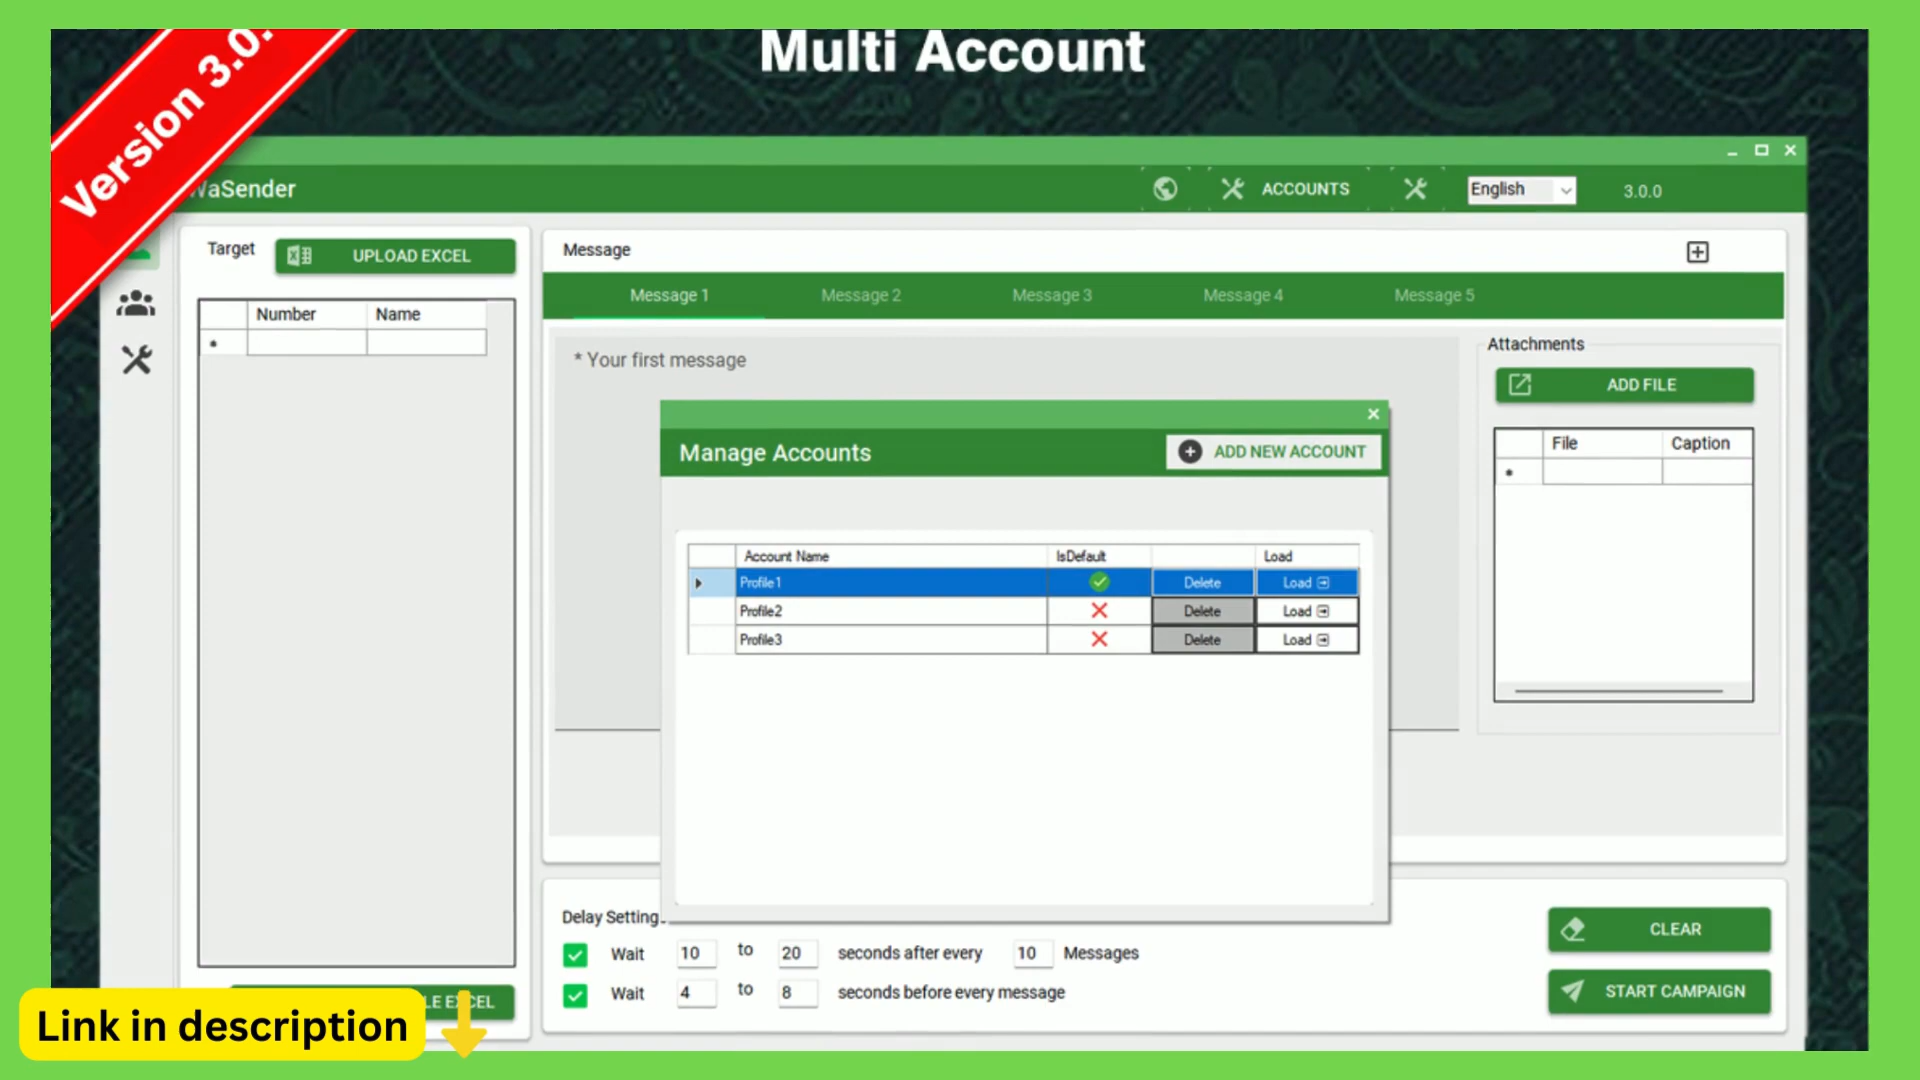 Multi Account
Version 3.0.
WaSender
ACCOUNTS
English
3.0.0
Target
UPLOAD EXCEL
Number Name
*
Message
Message 1 Message 2 Message 3 Message 4 Message 5
* Your first message
Attachments
ADD FILE
File Caption
*
Manage Accounts
ADD NEW ACCOUNT
Account Name IsDefault Load
Profile1 Delete Load
Profile2 Delete Load
Profile3 Delete Load
Delay Setting
Wait 10 to 20 seconds after every 10 Messages
Wait 4 to 8 seconds before every message
CLEAR
START CAMPAIGN
EXCEL
Link in description